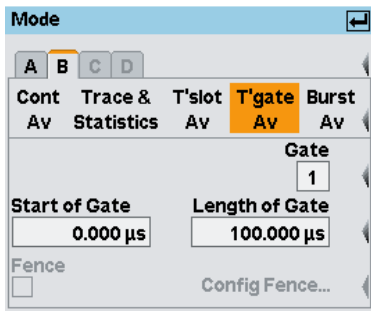 Mode
A B C D
Cont Trace & T'slot T'gate Burst
Av Statistics Av Av Av
Gate
1
Start of Gate Length of Gate
0.000 µs 100.000 µs
Fence
Config Fence...